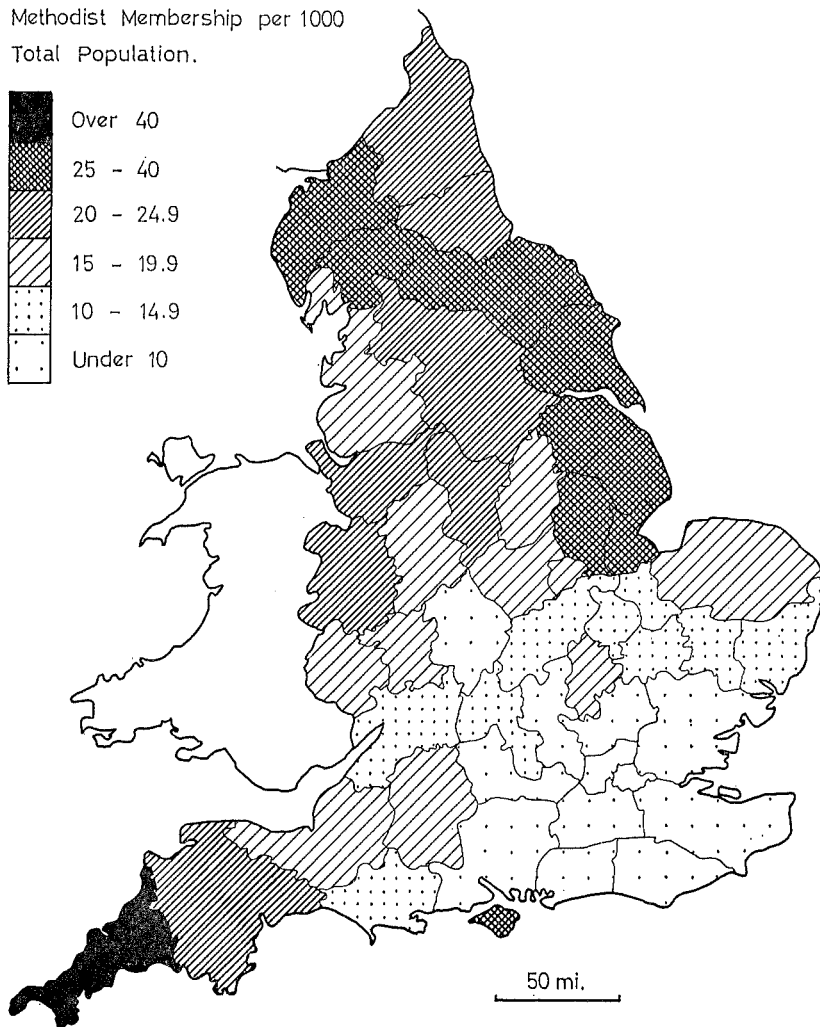 Methodist Membership per 1000
Total Population.
Over 40
25 - 40
20 - 24.9
15 - 19.9
10 - 14.9
Under 10
50 mi.